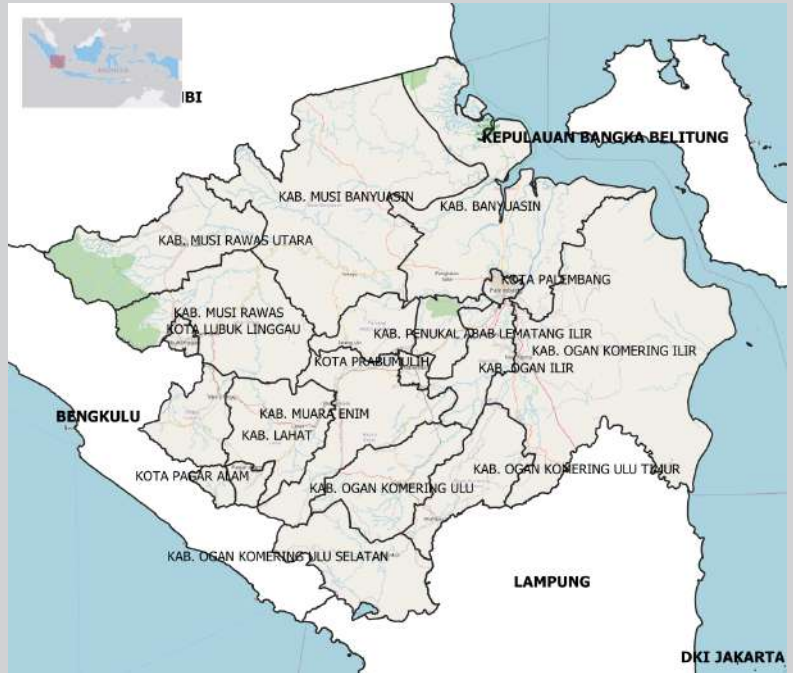 MBI
KEPULAUAN BANGKA BELITUNG
KAB. MUSI BANYUASIN
KAB. BANYUASIN
KAB. MUSI RAWAS UTARA
KOTA PALEMBANG
KAB. MUSI RAWAS
KOTA LUBUK LINGGAU
KAB. PENUKAL ABAB LEMATANG ILIR
KAB. OGAN KOMERING ILIR
KOTA PRABUMULIH
KAB. OGAN ILIR
BENGKULU
KAB. MUARA ENIM
KAB. LAHAT
KOTA PAGAR ALAM
KAB. OGAN KOMERING ULU TIMUR
KAB. OGAN KOMERING ULU
KAB. OGAN KOMERING ULU SELATAN
LAMPUNG
DKI JAKARTA